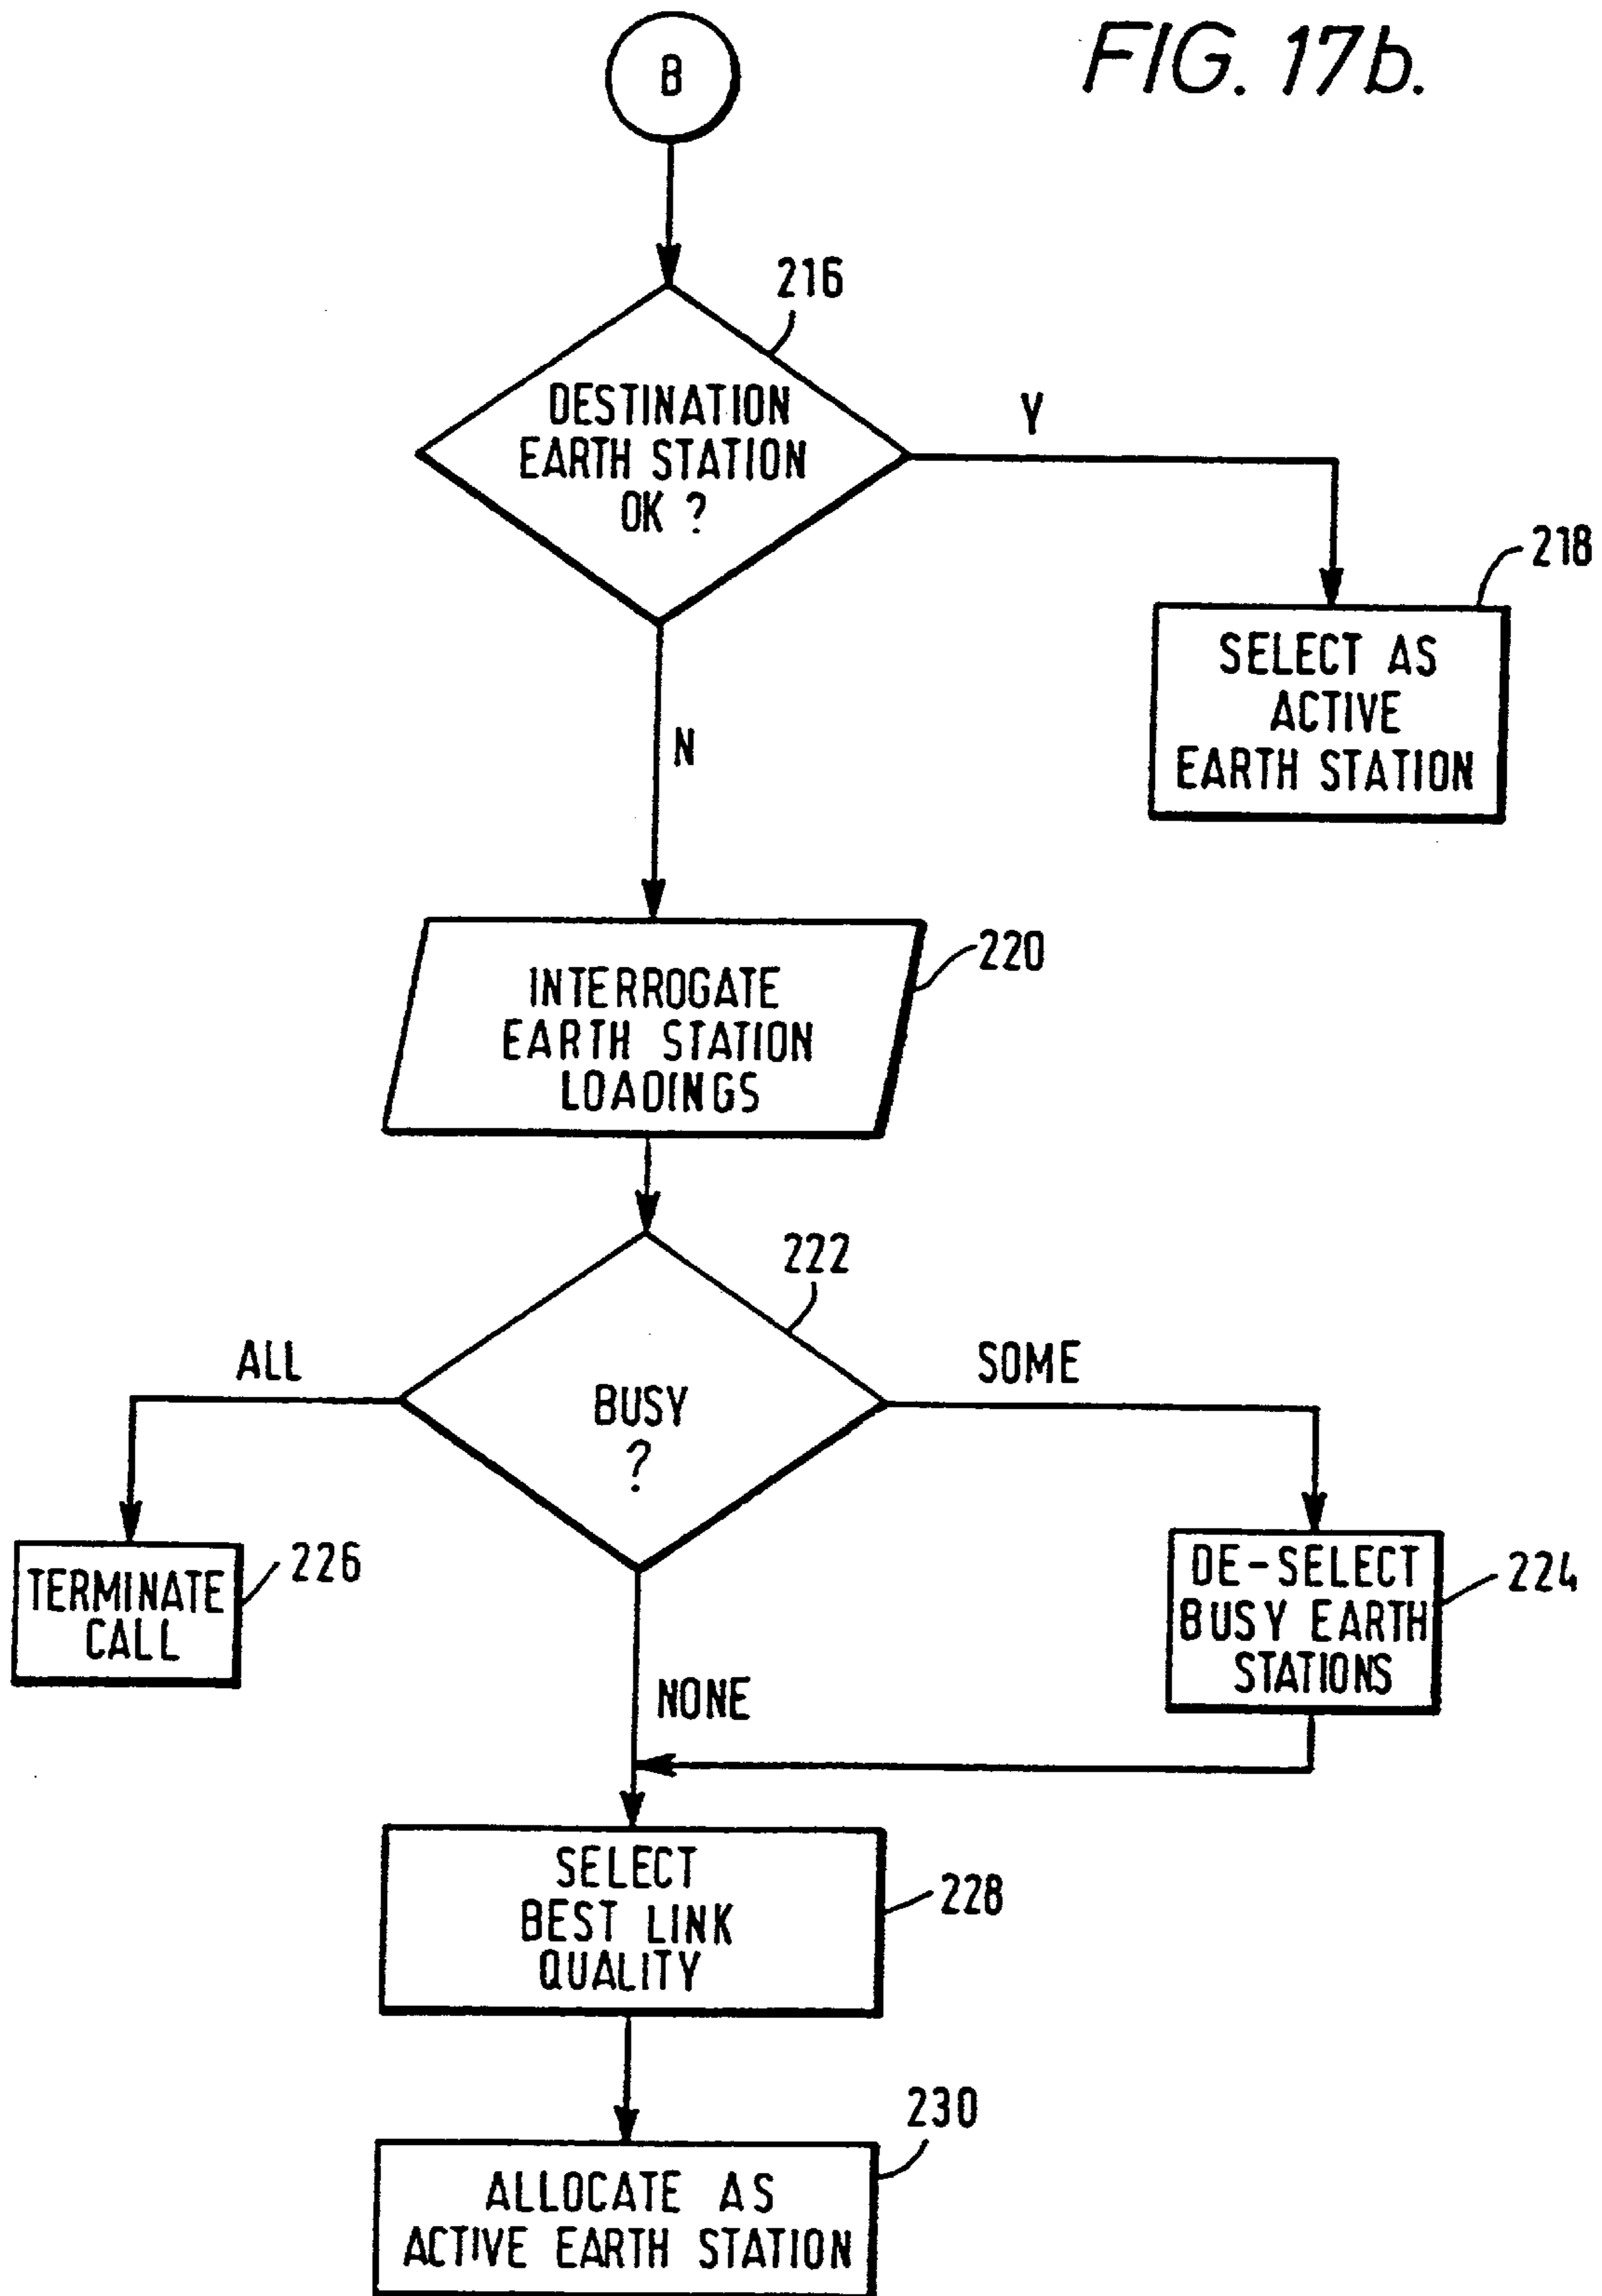 FIG. 17b.
B
216
DESTINATION
EARTH STATION
OK ?
Y
218
SELECT AS
ACTIVE
EARTH STATION
N
220
INTERROGATE
EARTH STATION
LOADINGS
222
ALL
BUSY
?
SOME
TERMINATE
CALL
226
DE-SELECT
BUSY EARTH
STATIONS
224
NONE
SELECT
BEST LINK
QUALITY
228
230
ALLOCATE AS
ACTIVE EARTH STATION